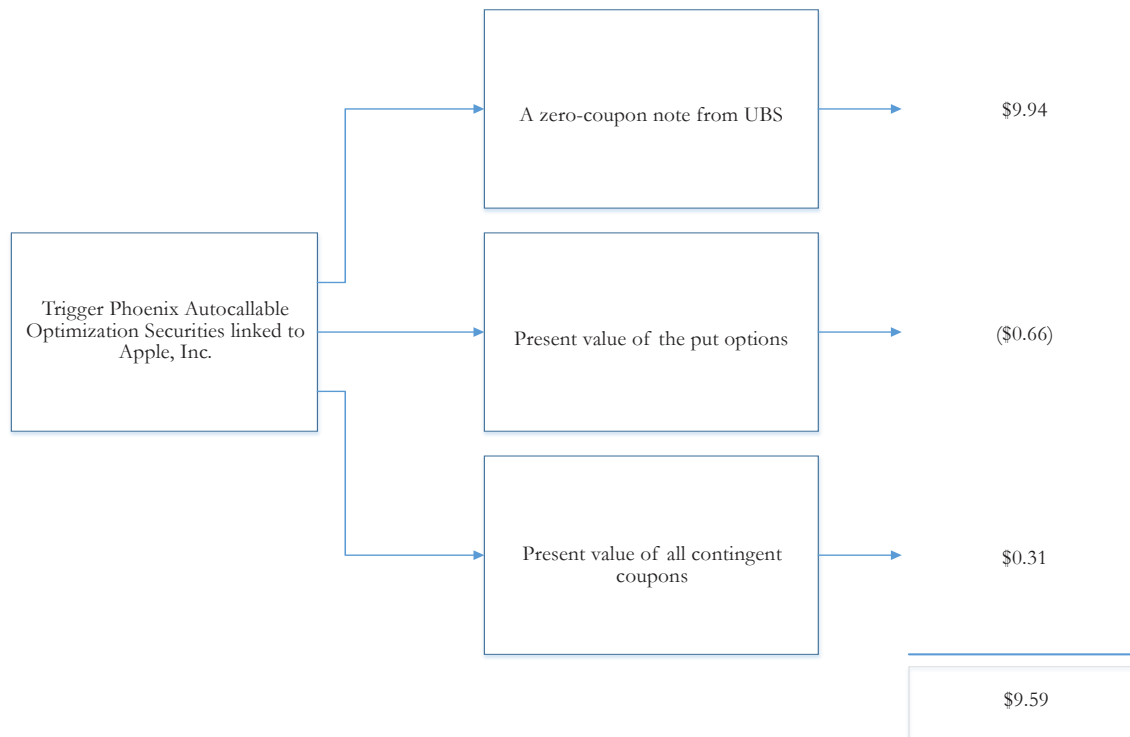 A zero-coupon note from UBS
$9.94
Trigger Phoenix Autocallable
Optimization Securities linked to
Apple, Inc.
Present value of the put options
($0.66)
Present value of all contingent
coupons
$0.31
$9.59